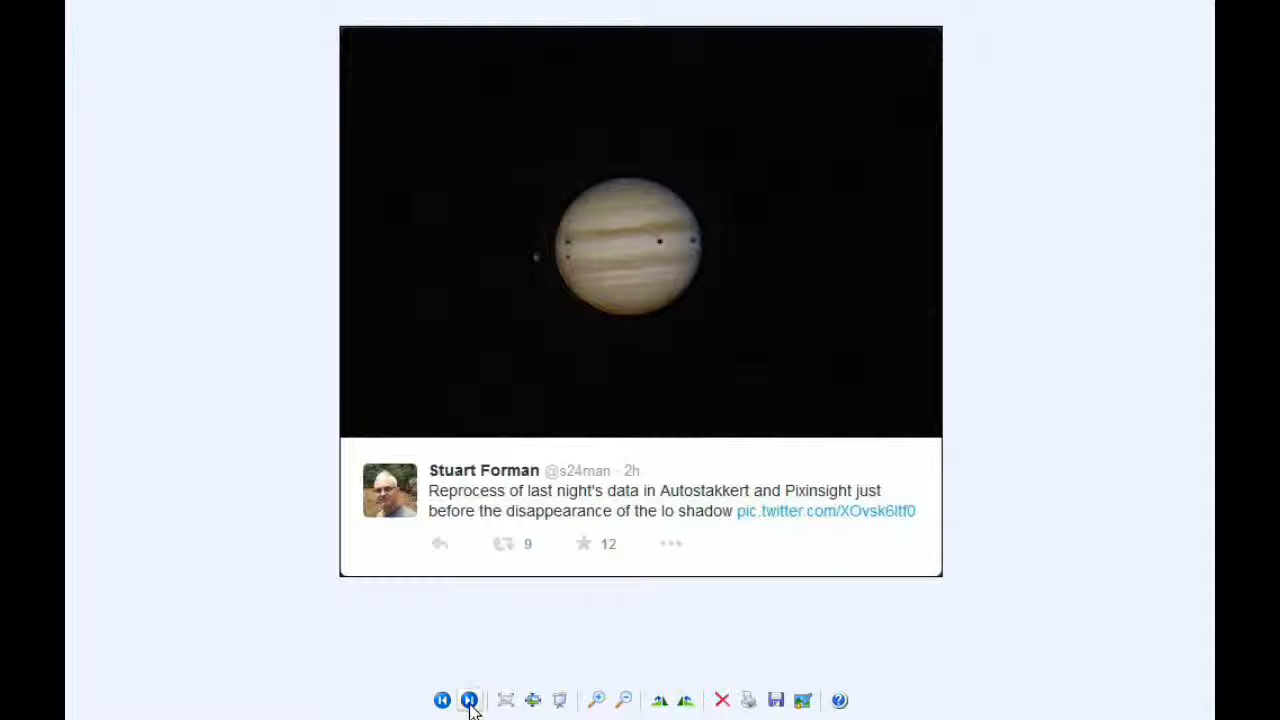 Stuart Forman @s24man · 2h
Reprocess of last night's data in Autostakkert and Pixinsight just
before the disappearance of the Io shadow pic.twitter.com/XOvsk6Itf0
9 12